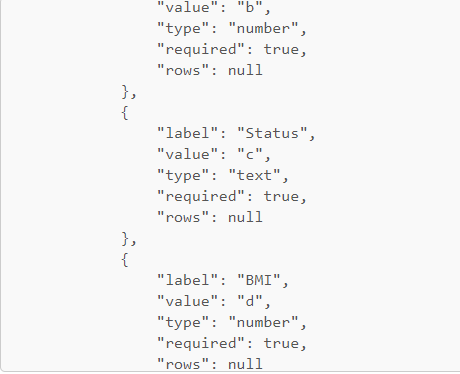 "value": "b",
"type": "number",
"required": true,
"rows": null
},
{
"label": "Status",
"value": "c",
"type": "text",
"required": true,
"rows": null
},
{
"label": "BMI",
"value": "d",
"type": "number",
"required": true,
"rows": null